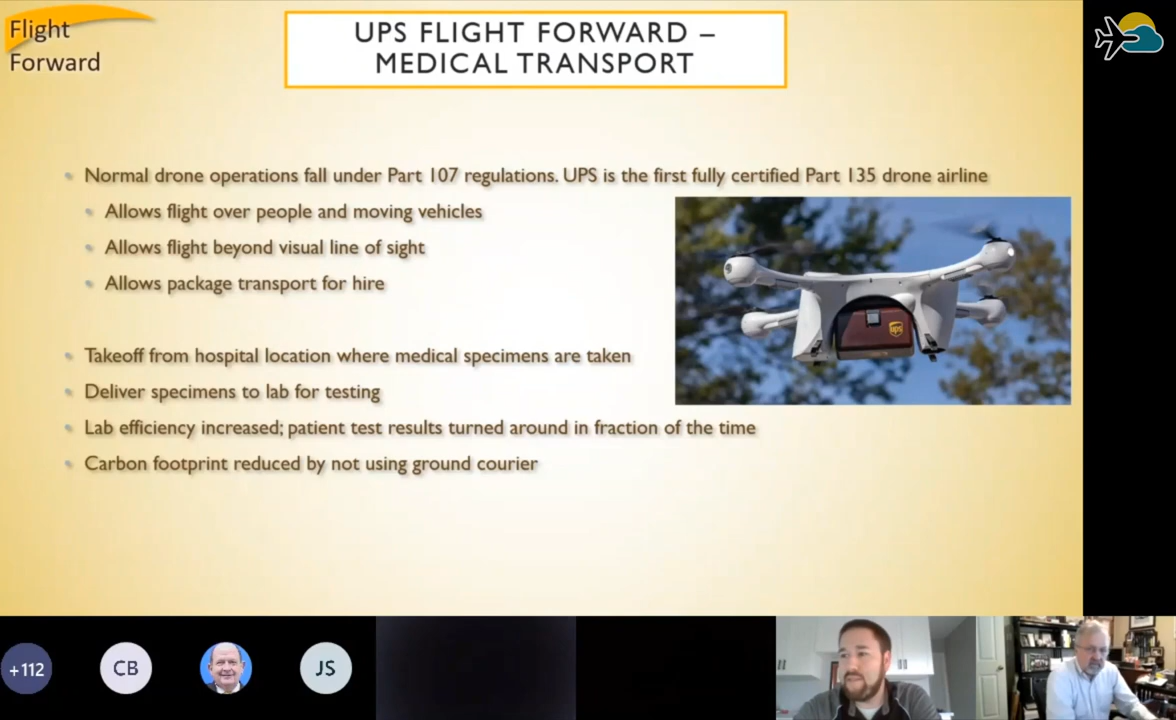 Flight
Forward
UPS FLIGHT FORWARD –
MEDICAL TRANSPORT
Normal drone operations fall under Part 107 regulations. UPS is the first fully certified Part 135 drone airline
Allows flight over people and moving vehicles
Allows flight beyond visual line of sight
Allows package transport for hire
ups
Takeoff from hospital location where medical specimens are taken
Deliver specimens to lab for testing
Lab efficiency increased; patient test results turned around in fraction of the time
Carbon footprint reduced by not using ground courier
+112
CB
JS